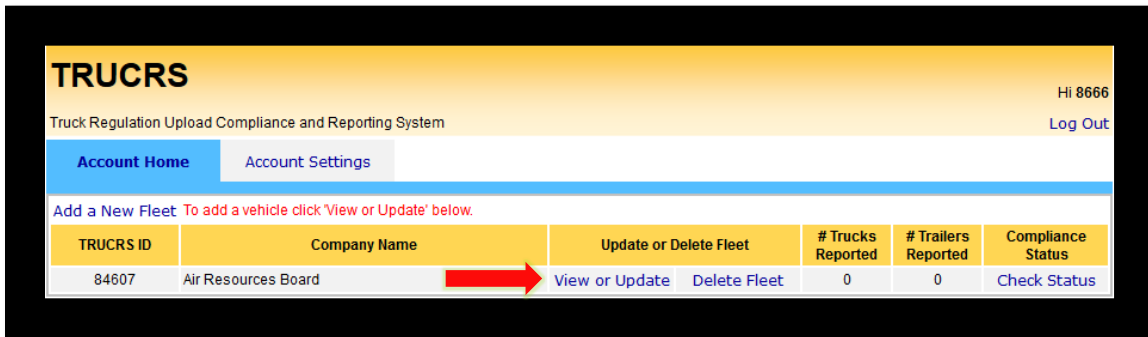 TRUCRS
Hi 8666
Truck Regulation Upload Compliance and Reporting System
Log Out
Account Home Account Settings
Add a New Fleet To add a vehicle click 'View or Update' below.
TRUCRS ID Company Name Update or Delete Fleet # Trucks Reported # Trailers Reported Compliance Status
84607 Air Resources Board View or Update Delete Fleet 0 0 Check Status